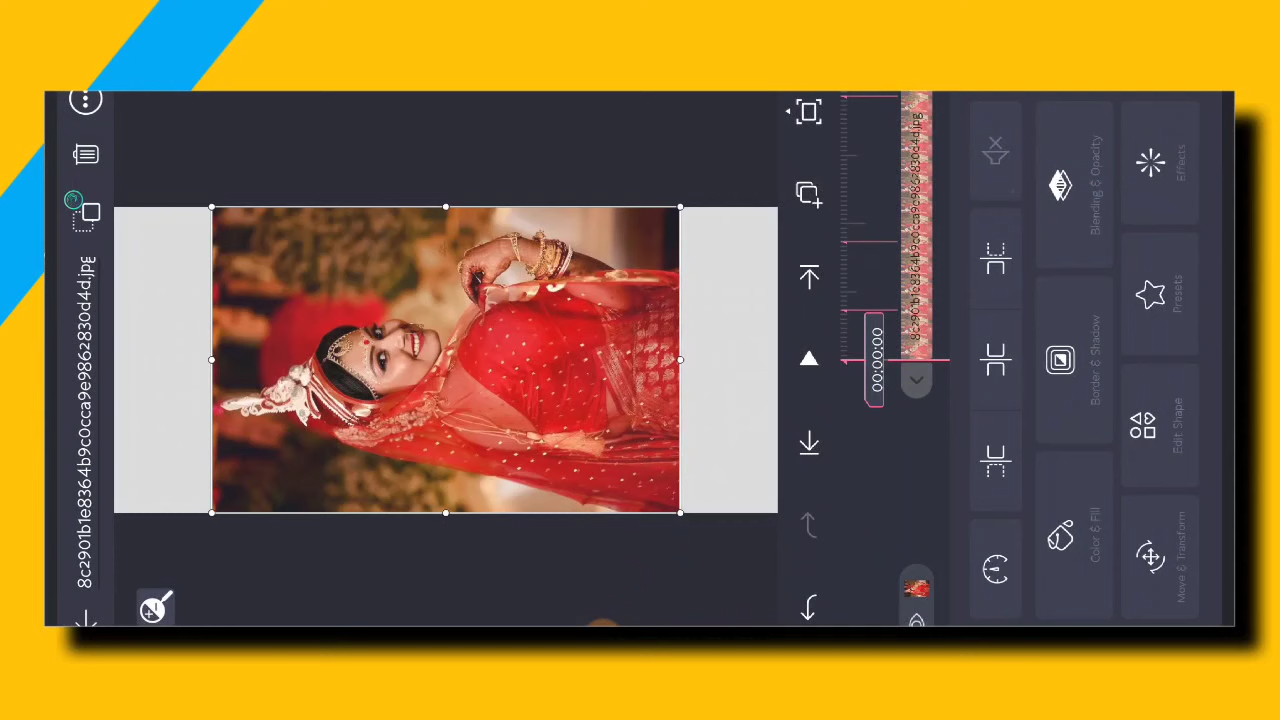 8c2901b1e8364b9c0cca9e9862830d4d.jpg
00:00:00
8c2901b1e8364b9c0cca9e9862830d4d.jpg
Color & Fill
Border & Shadow
Blending & Opacity
Move & Transform
Edit Shape
Presets
Effects